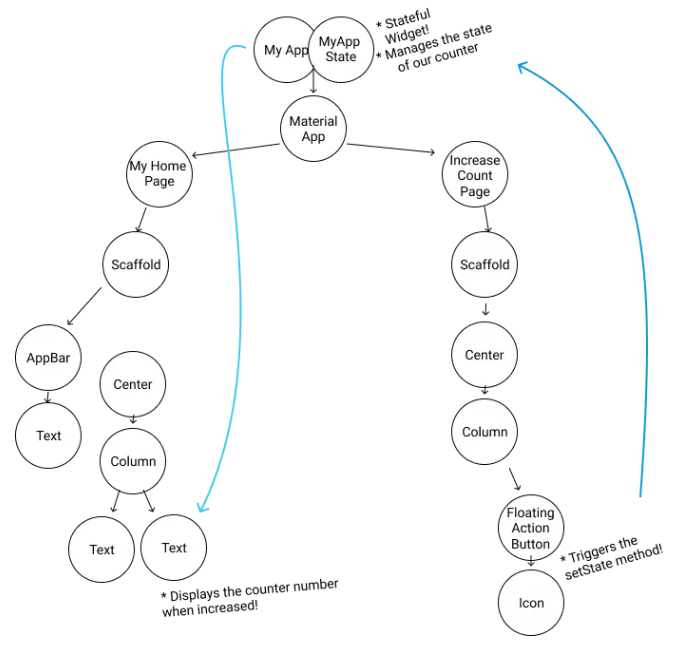 My App
MyApp
State
* Stateful
Widget!
* Manages the state
of our counter
Material
App
My Home
Page
Increase
Count
Page
Scaffold
Scaffold
AppBar
Center
Center
Text
Column
Column
Text
Text
Floating
Action
Button
* Triggers the
setState method!
* Displays the counter number
when increased!
Icon